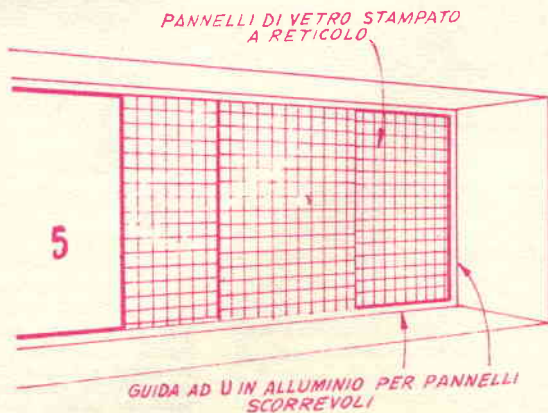 PANNELLI DI VETRO STAMPATO
A RETICOLO
5
GUIDA AD U IN ALLUMINIO PER PANNELLI
SCORREVOLI